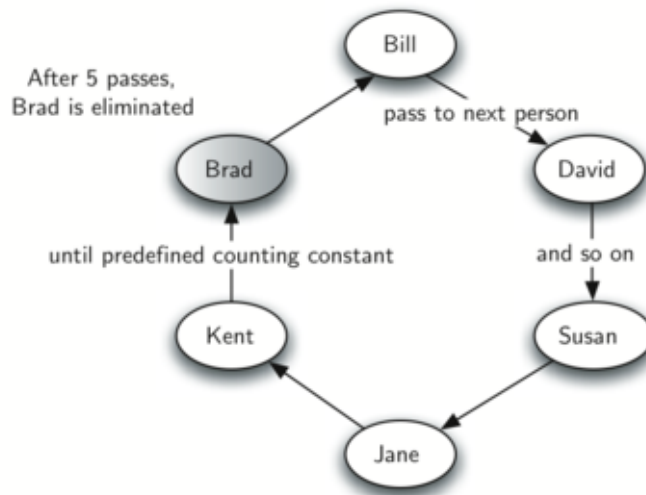 Bill
After 5 passes,
Brad is eliminated
pass to next person
Brad
David
until predefined counting constant
and so on
Kent
Susan
Jane